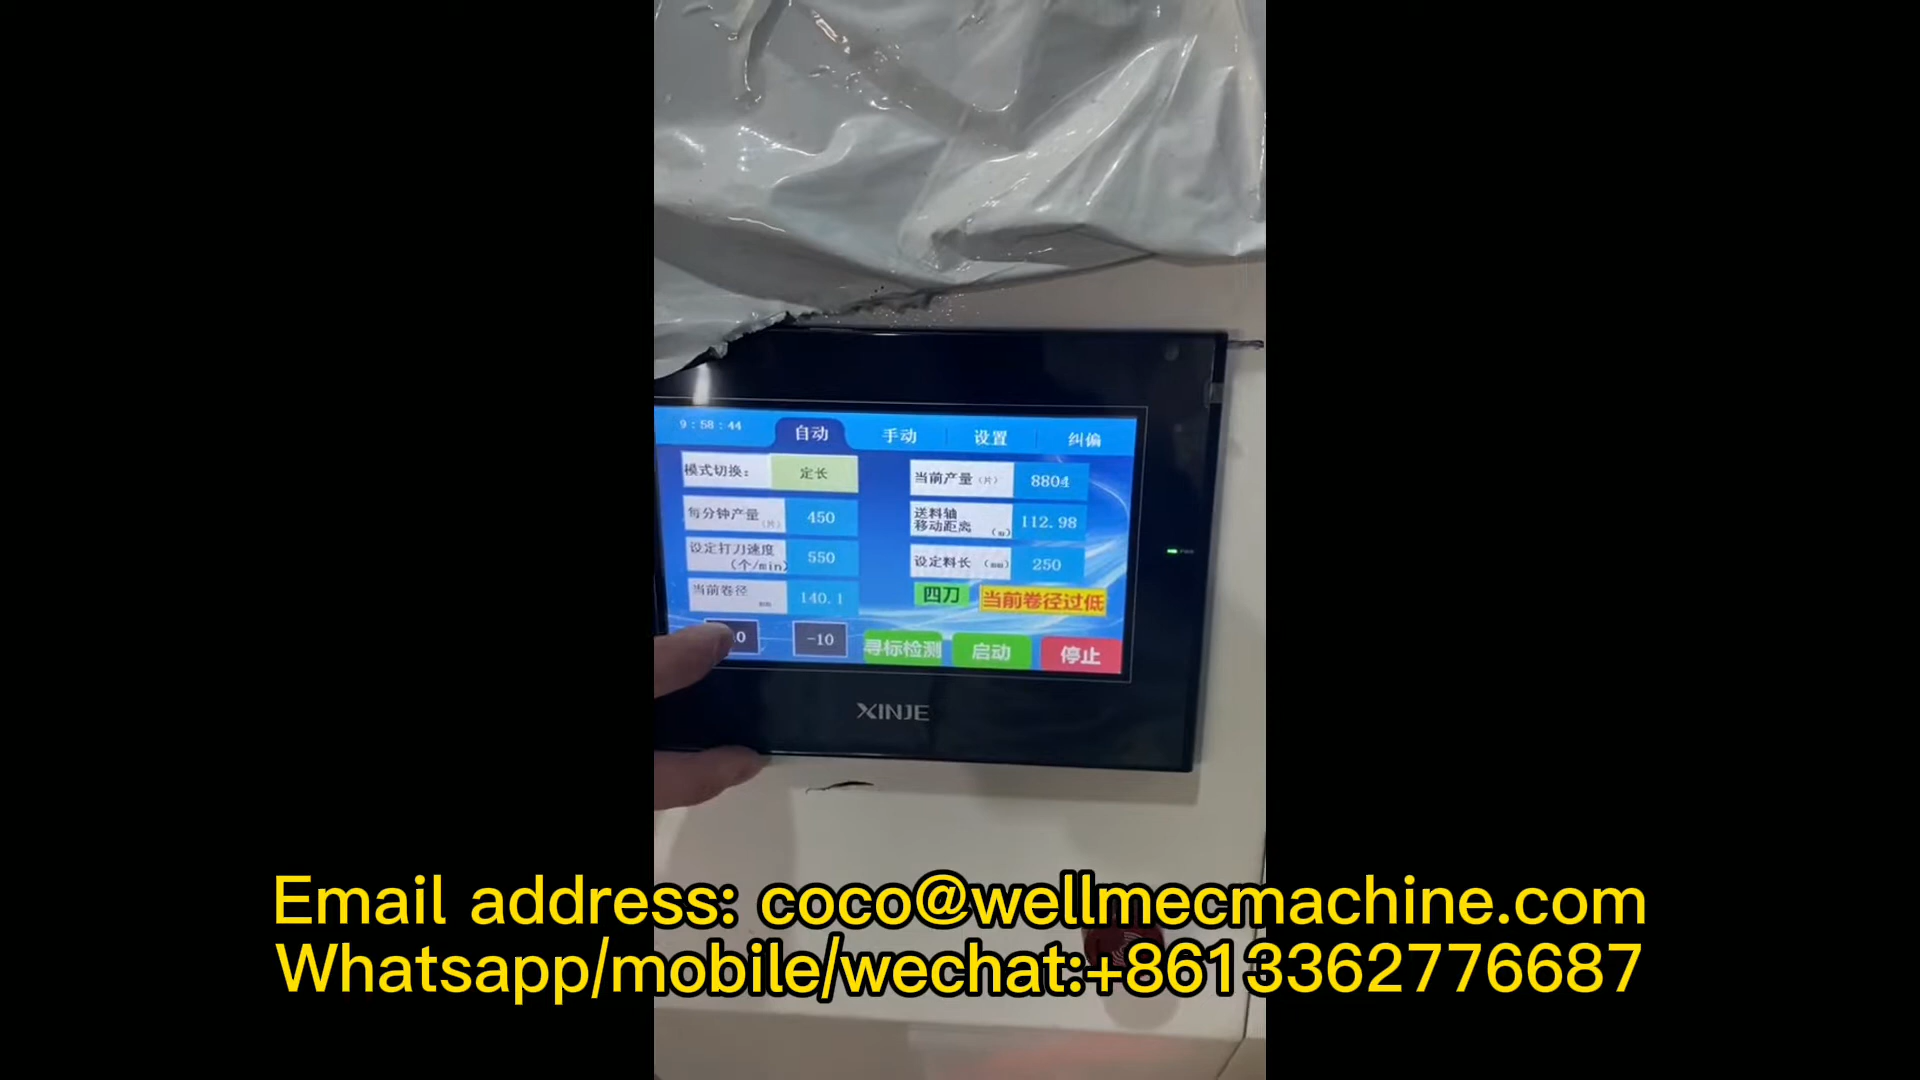 9:58:44
自动
手动
设置
纠偏
模式切换:
定长
每分钟产量
(片)
450
设定打刀速度
(个/min)
550
当前卷径
mm
140.1
当前产量(片)
8804
送料轴
移动距离 (m)
112.98
设定料长 (mm)
250
四刀
当前卷径过低
-10
寻标检测
启动
停止
XINJE
Email address: coco@wellmecmachine.com
Whatsapp/mobile/wechat:+8613362776687